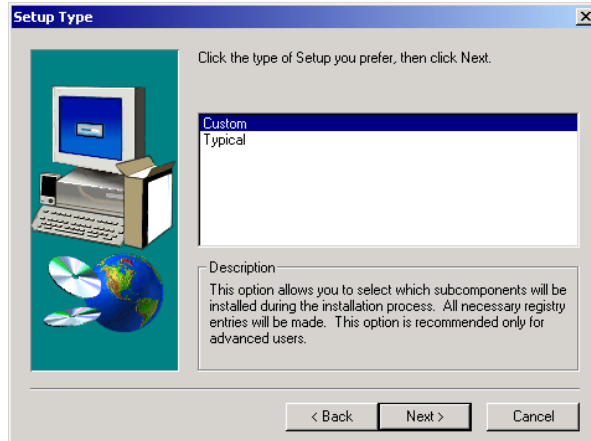 Setup Type
Click the type of Setup you prefer, then click Next.
Custom
Typical
Description
This option allows you to select which subcomponents will be
installed during the installation process.  All necessary registry
entries will be made.  This option is recommended only for
advanced users.
< Back
Next >
Cancel